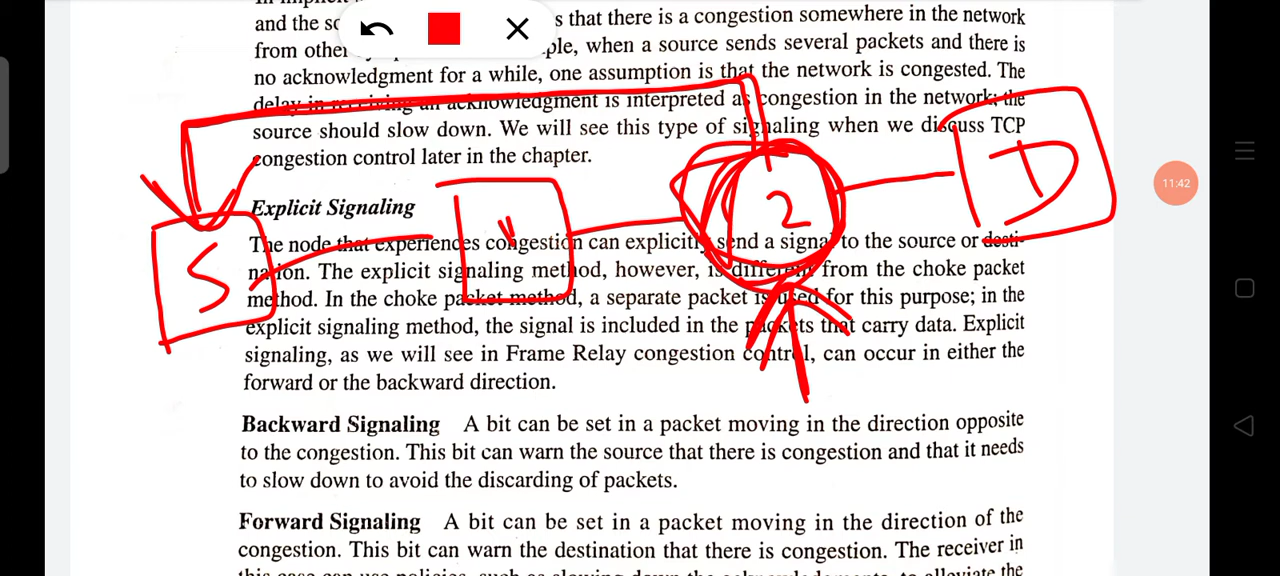 and the so
s that there is a congestion somewhere in the network
from other
ple, when a source sends several packets and there is
no acknowledgment for a while, one assumption is that the network is congested. The
delay in receiving an acknowledgment is interpreted as congestion in the network; the
source should slow down. We will see this type of signaling when we discuss TCP
congestion control later in the chapter.
11:42
2
D
S
Explicit Signaling
The node that experiences congestion can explicitly send a signal to the source or desti-
nation. The explicit signaling method, however, is different from the choke packet
method. In the choke packet method, a separate packet is used for this purpose; in the
explicit signaling method, the signal is included in the packets that carry data. Explicit
signaling, as we will see in Frame Relay congestion control, can occur in either the
forward or the backward direction.
Backward Signaling A bit can be set in a packet moving in the direction opposite
to the congestion. This bit can warn the source that there is congestion and that it needs
to slow down to avoid the discarding of packets.
Forward Signaling A bit can be set in a packet moving in the direction of the
congestion. This bit can warn the destination that there is congestion. The receiver in